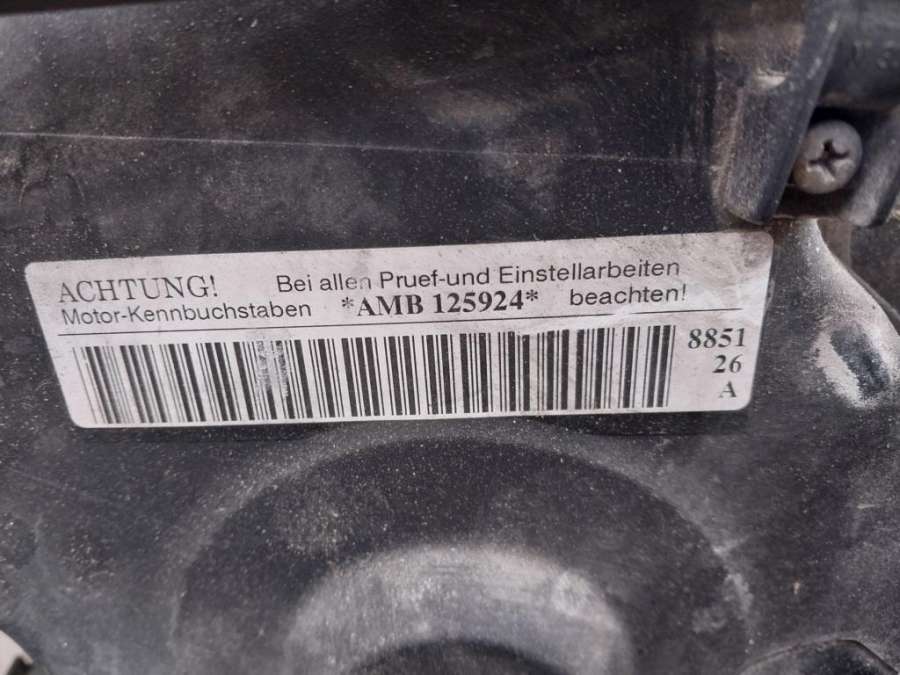 ACHTUNG! Bei allen Pruef-und Einstellarbeiten
Motor-Kennbuchstaben *AMB 125924* beachten!
8851
26
A